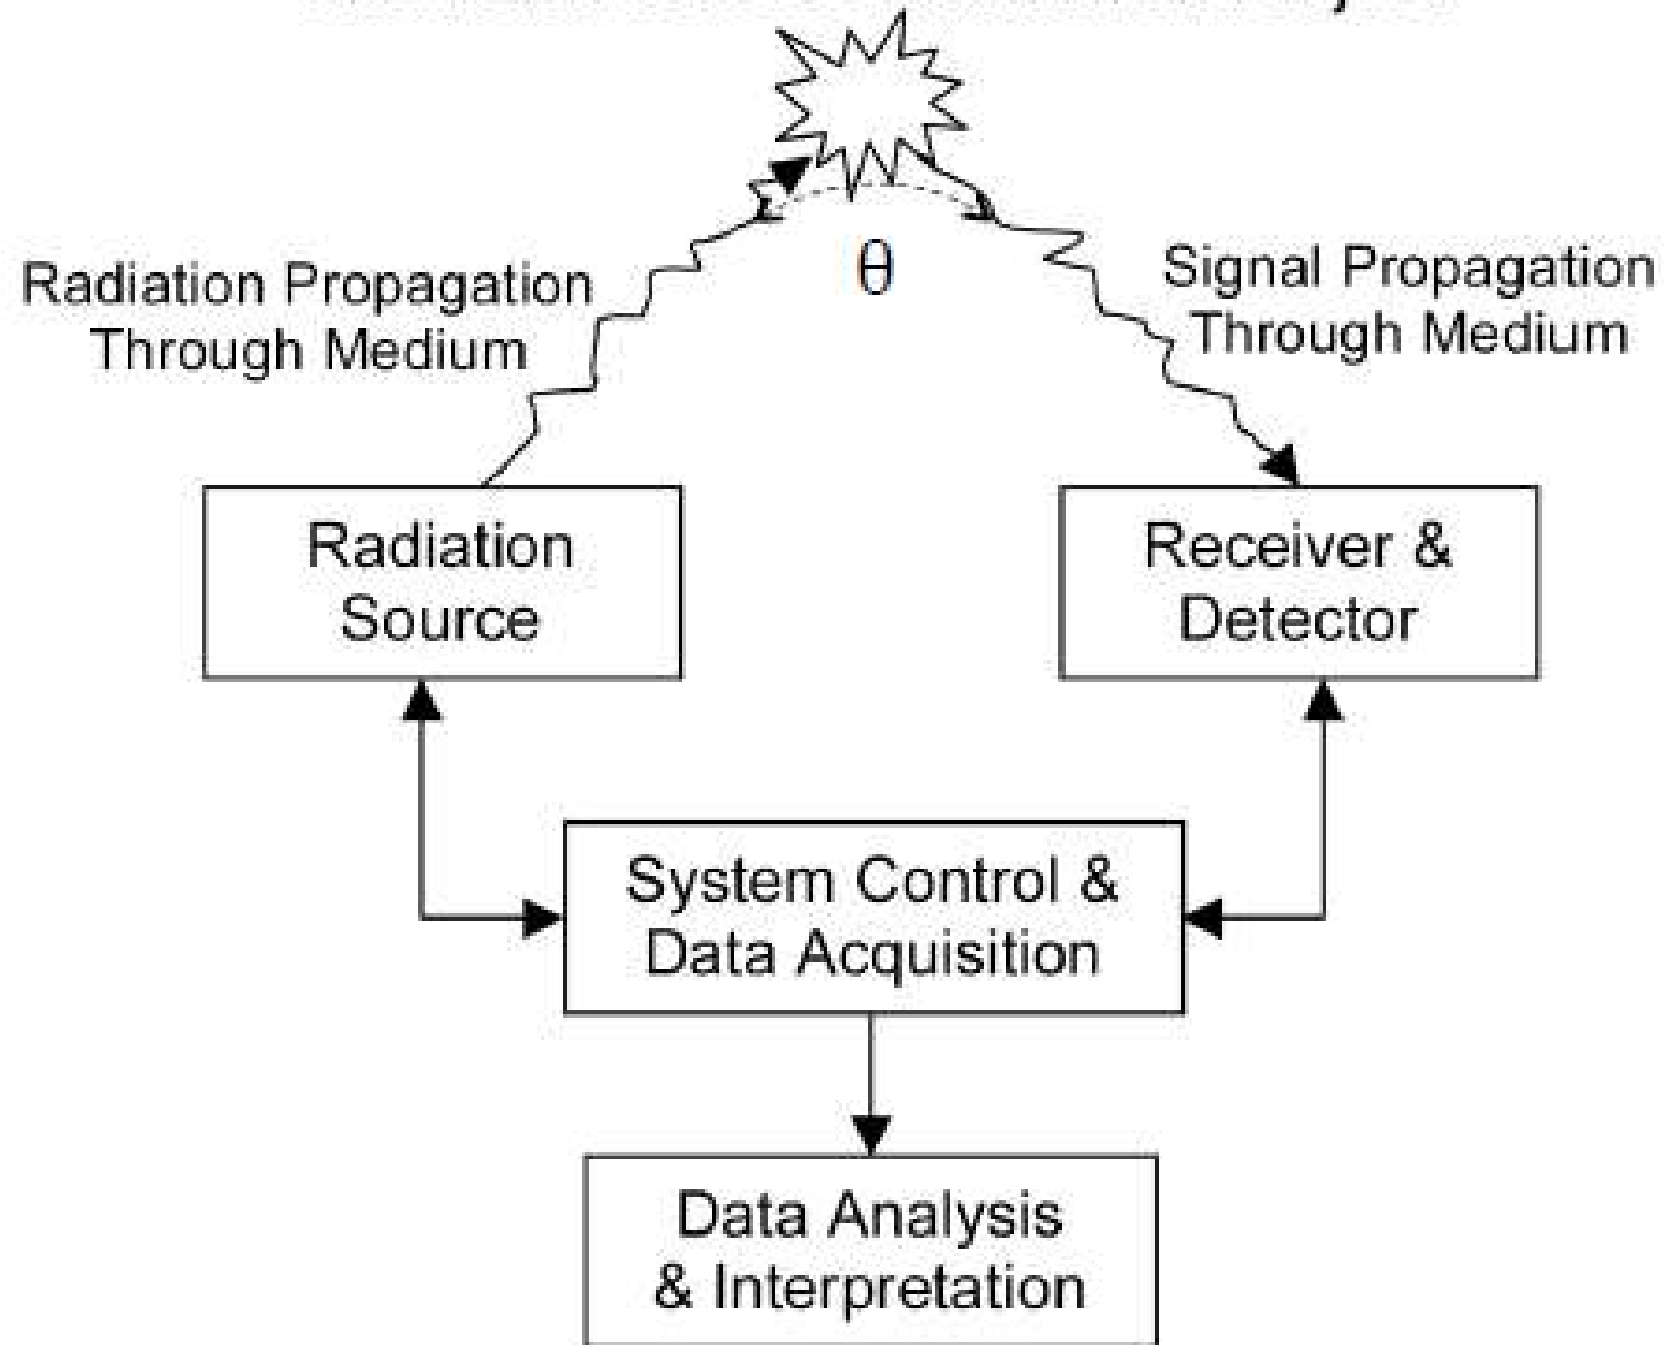 θ
Radiation Propagation
Through Medium
Signal Propagation
Through Medium
Radiation
Source
Receiver &
Detector
System Control &
Data Acquisition
Data Analysis
& Interpretation